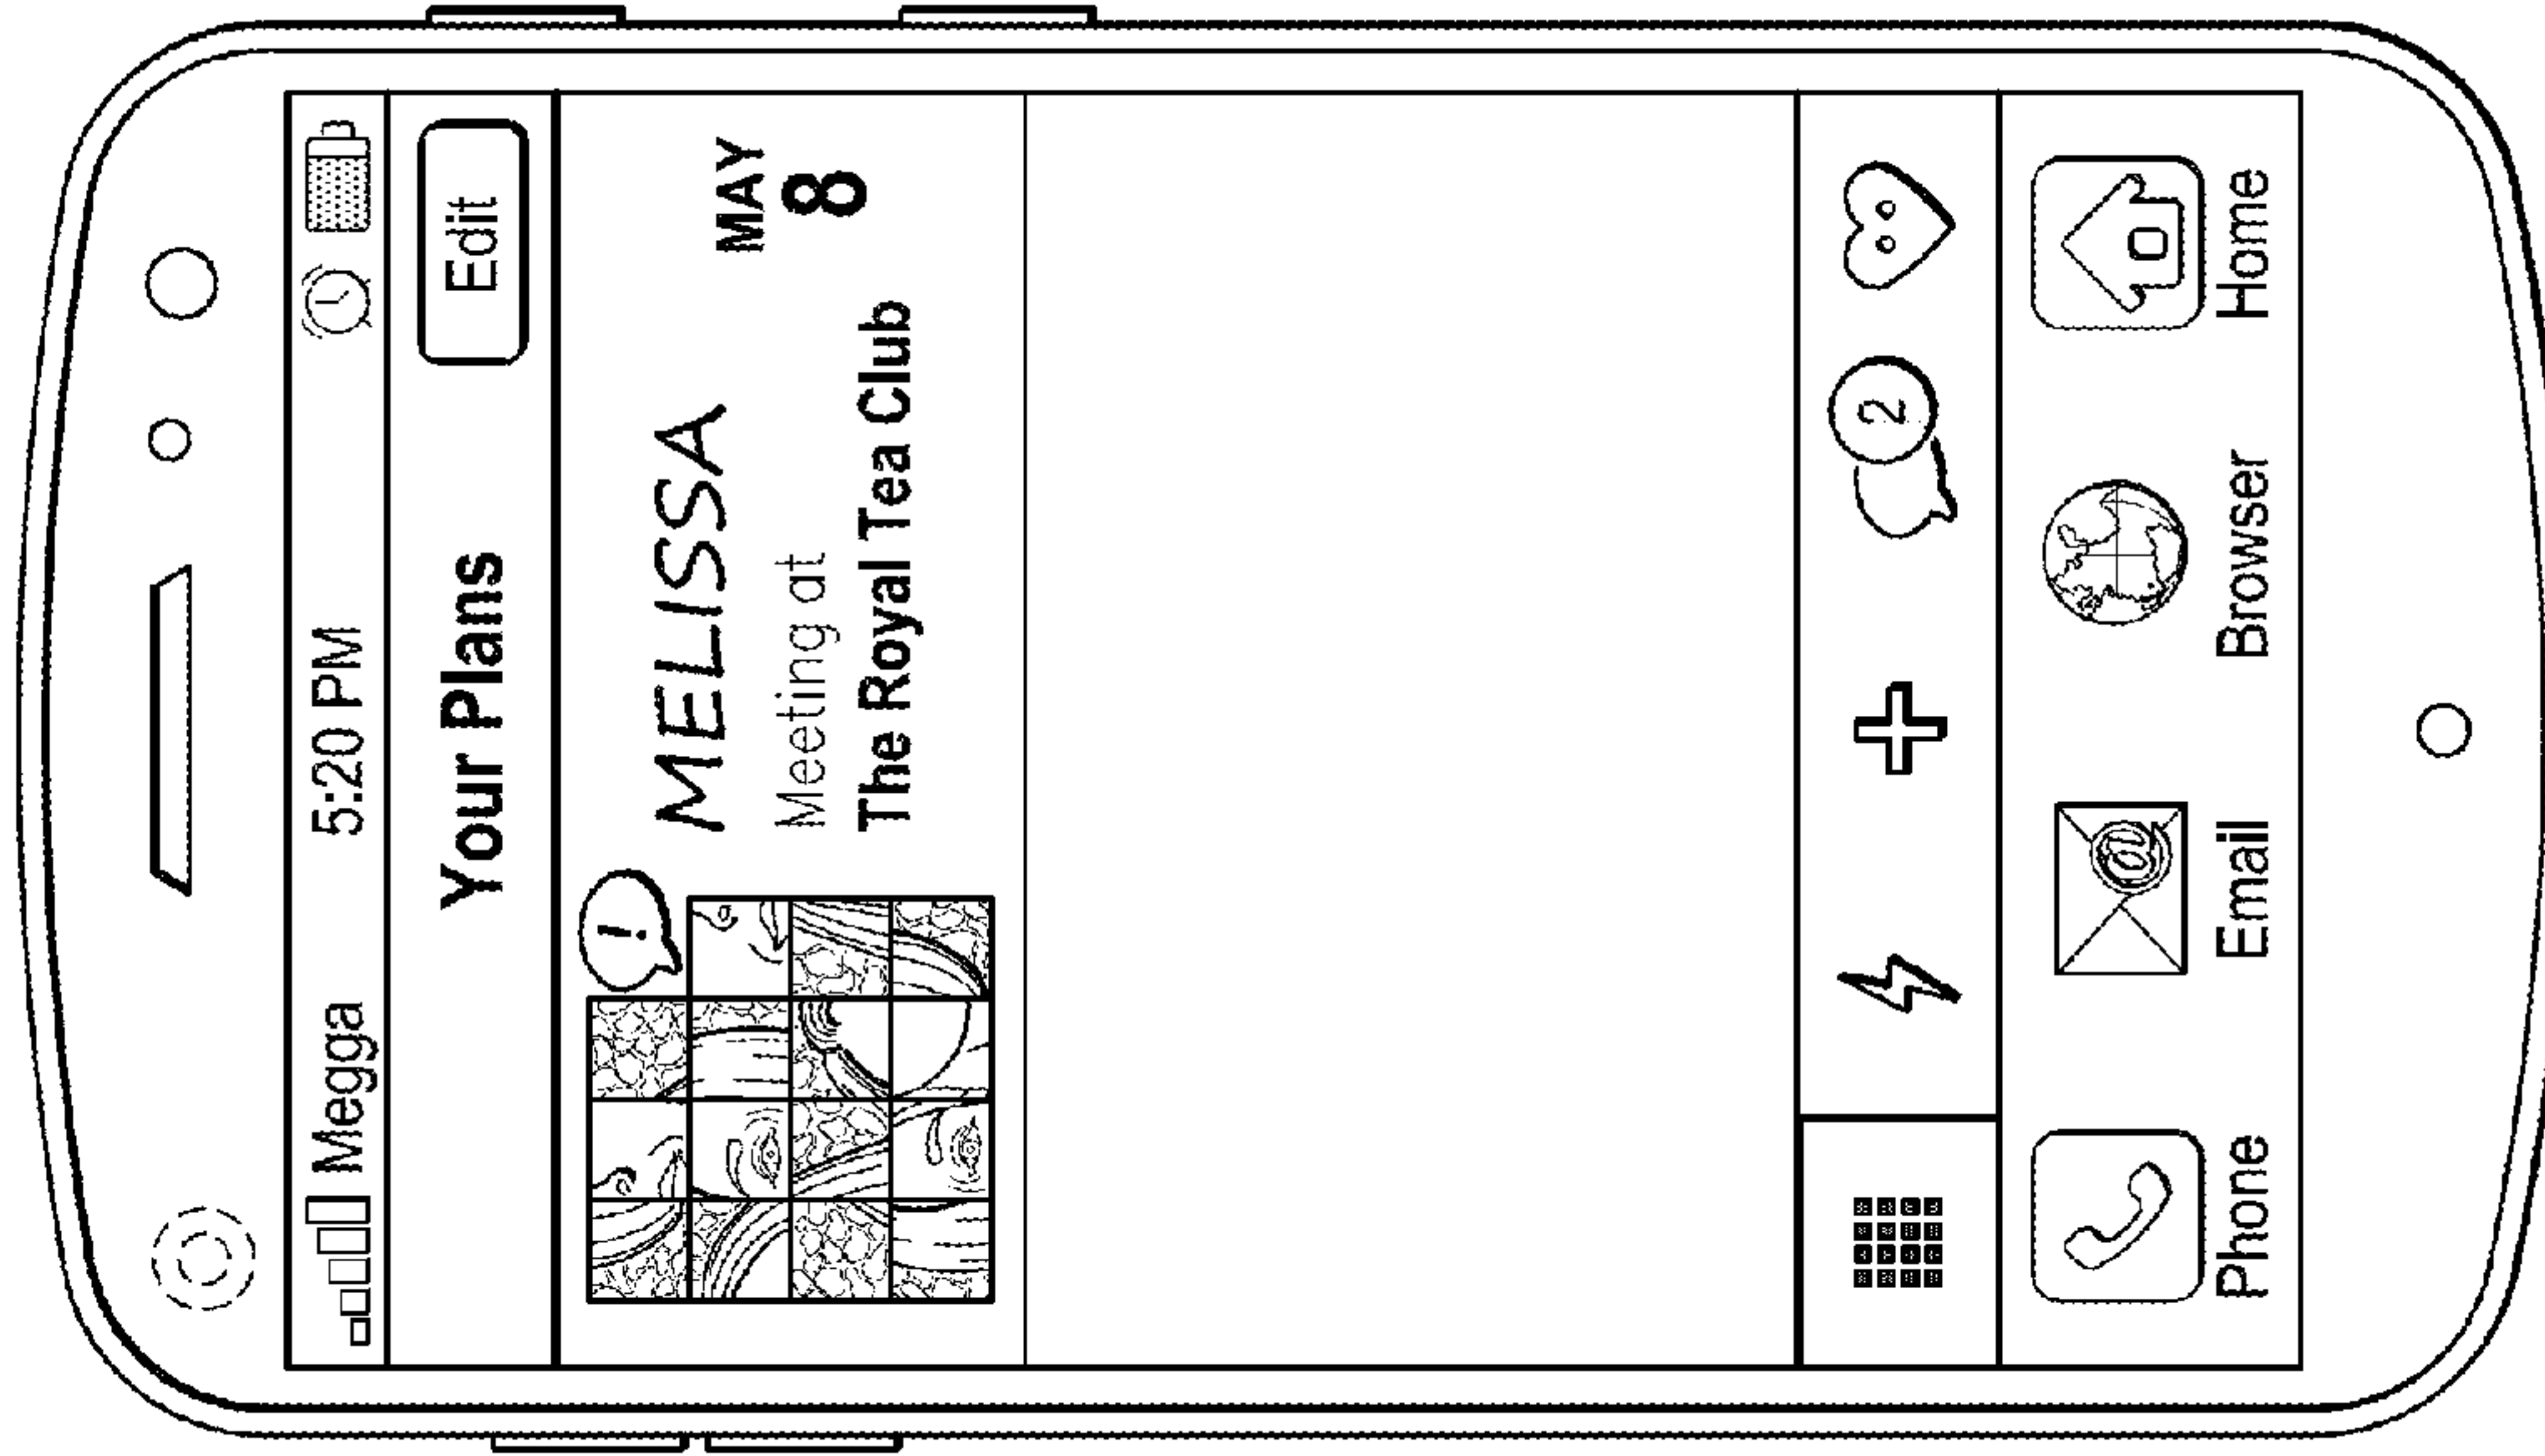 Megga 5:20 PM
Your Plans Edit
!
MELISSA
MAY
8
Meeting at
The Royal Tea Club
2
@
Phone Email Browser Home